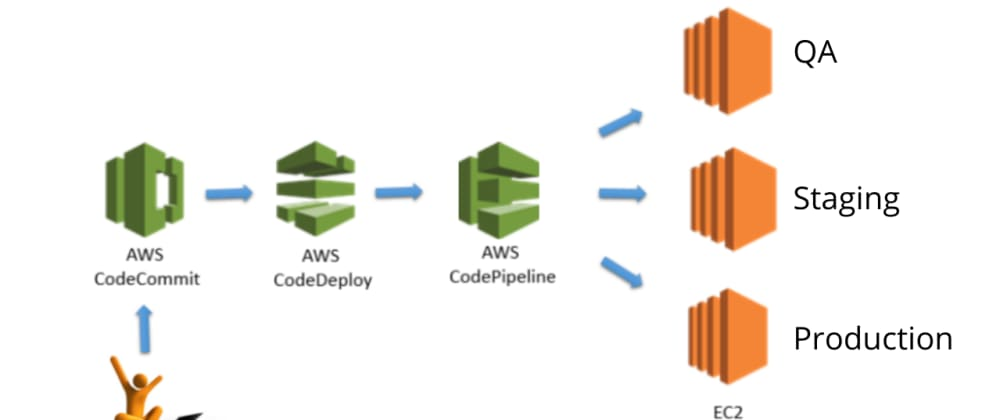 QA
Staging
Production
AWS
CodeCommit
AWS
CodeDeploy
AWS
CodePipeline
EC2